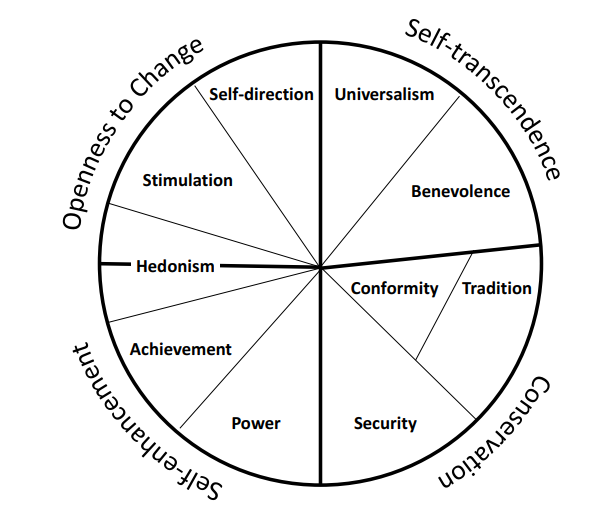 Openness to Change
Self-transcendence
Self-direction
Universalism
Stimulation
Benevolence
Hedonism
Conformity
Tradition
Achievement
Power
Security
Self-enhancement
Conservation